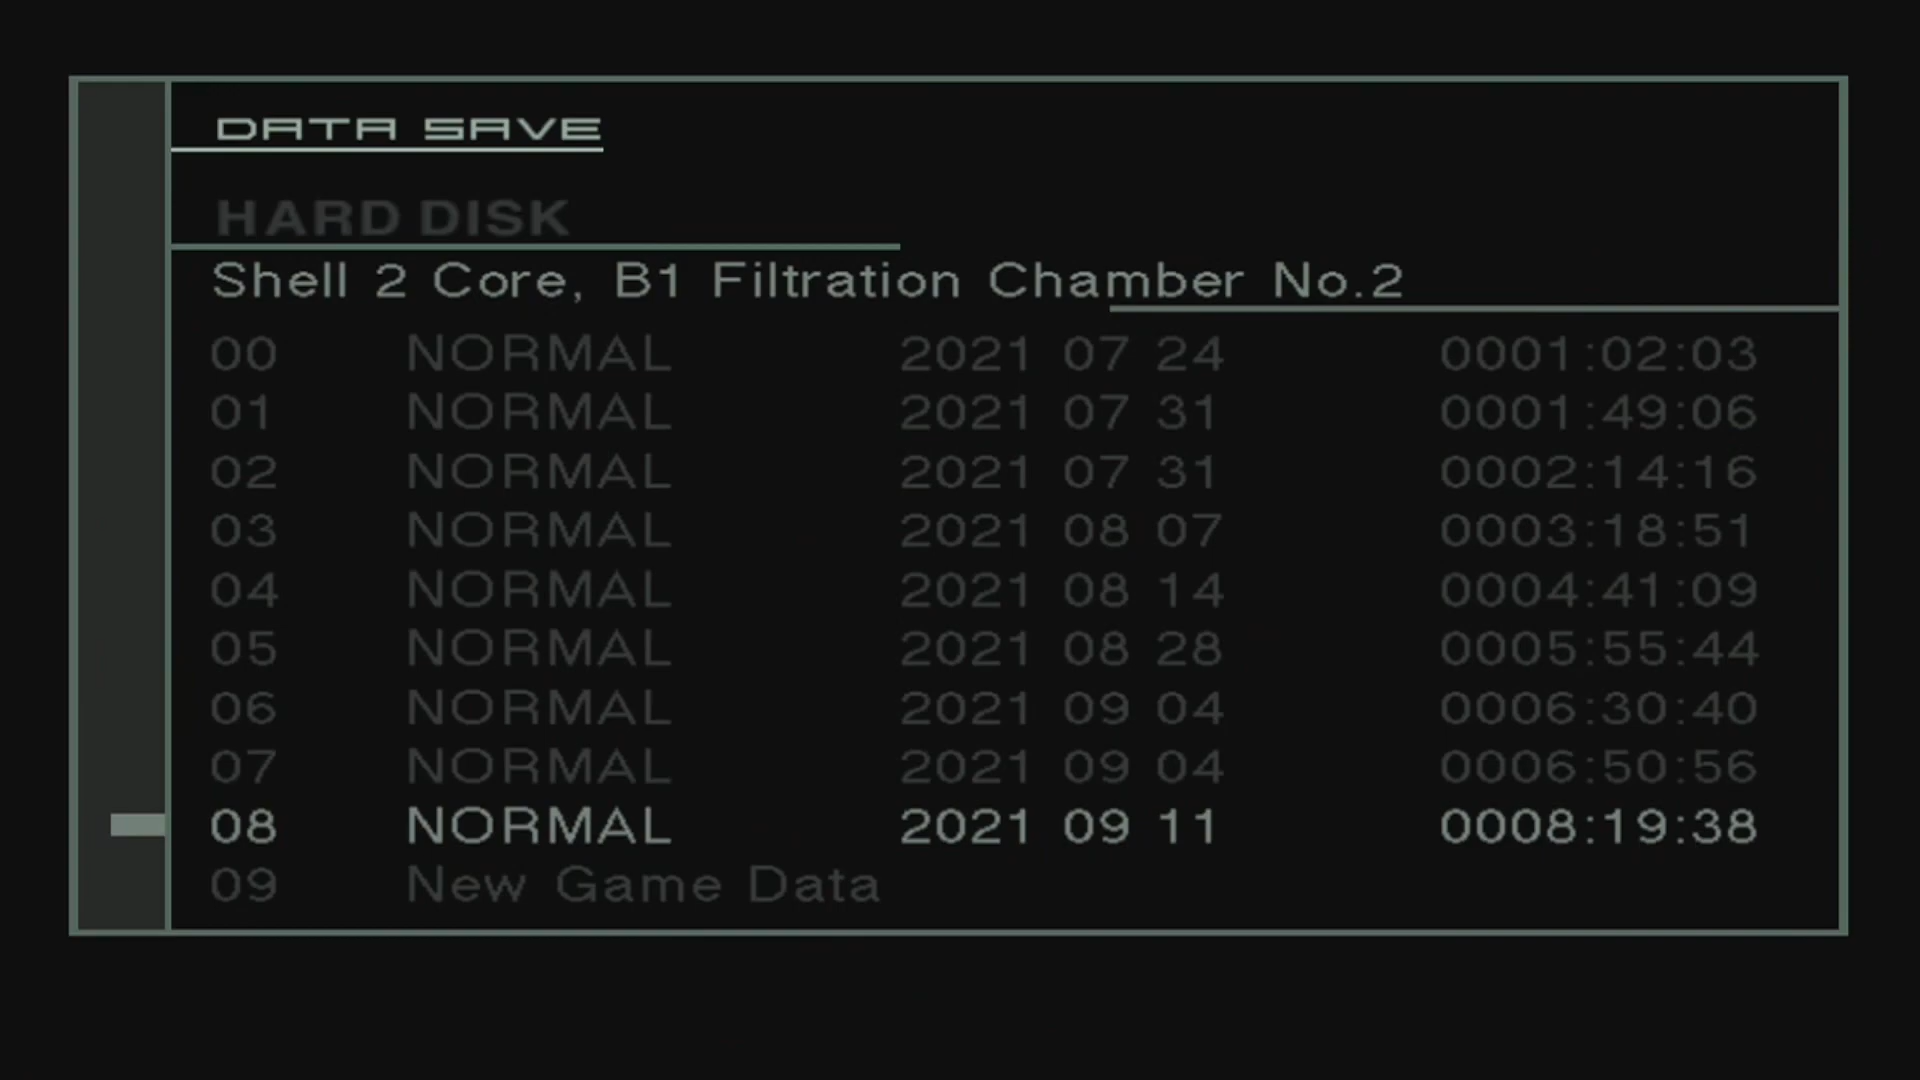 DATA SAVE
HARD DISK
Shell 2 Core, B1 Filtration Chamber No.2
00 NORMAL 2021 07 24 0001:02:03
01 NORMAL 2021 07 31 0001:49:06
02 NORMAL 2021 07 31 0002:14:16
03 NORMAL 2021 08 07 0003:18:51
04 NORMAL 2021 08 14 0004:41:09
05 NORMAL 2021 08 28 0005:55:44
06 NORMAL 2021 09 04 0006:30:40
07 NORMAL 2021 09 04 0006:50:56
08 NORMAL 2021 09 11 0008:19:38
09 New Game Data